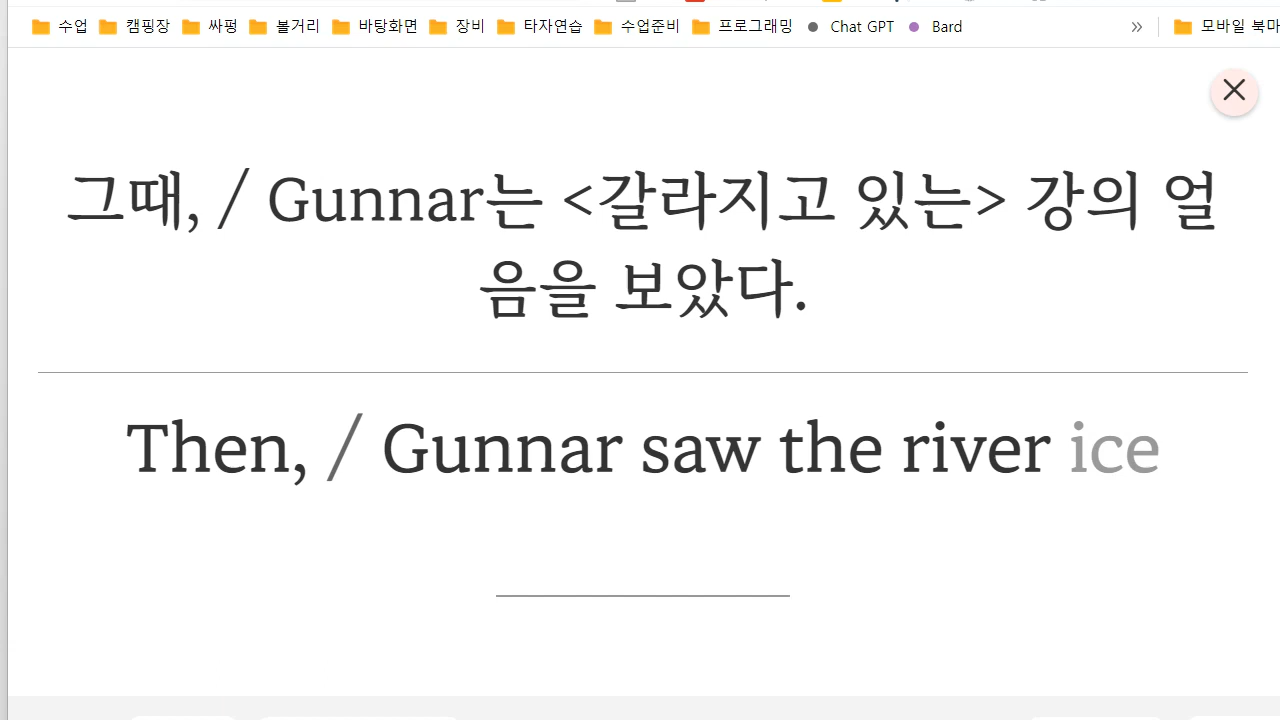 수업 캠핑장 싸펑 볼거리 바탕화면 장비 타자연습 수업준비 프로그래밍 Chat GPT Bard » 모바일 북마
그때, / Gunnar는 <갈라지고 있는> 강의 얼
음을 보았다.
Then, / Gunnar saw the river ice